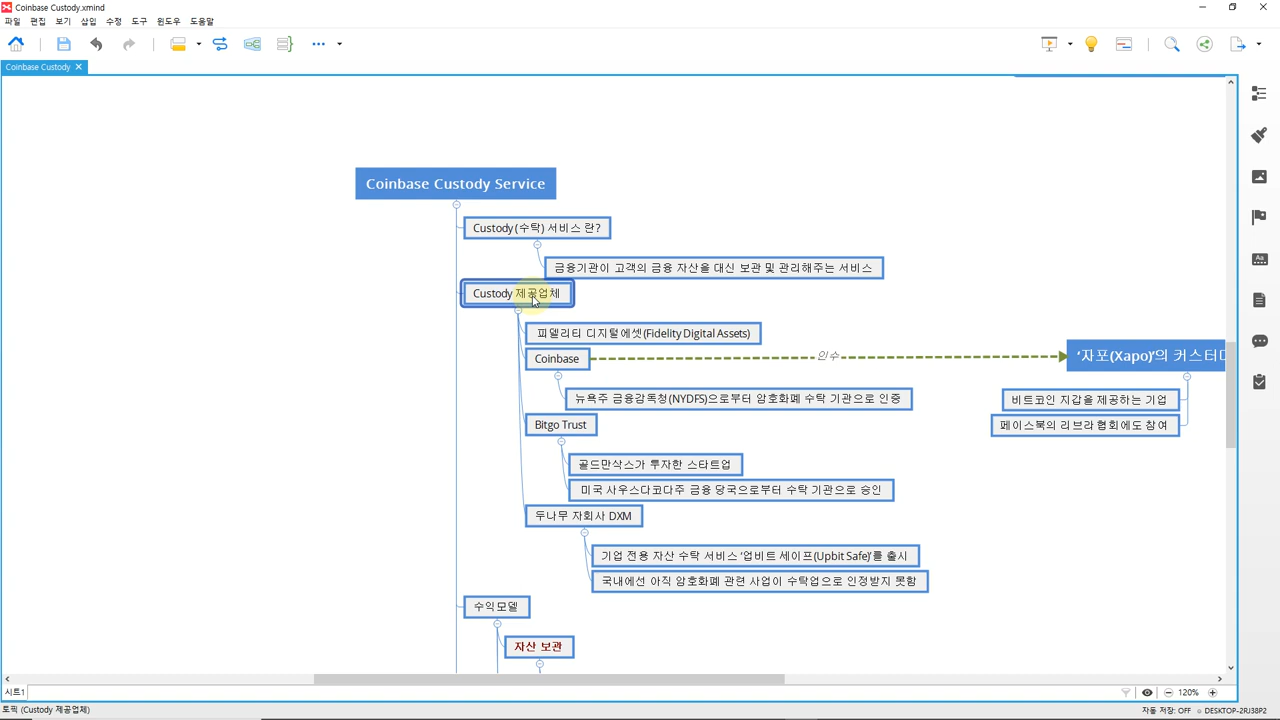 Coinbase Custody.xmind
파일 편집 보기 삽입 수정 도구 윈도우 도움말
Coinbase Custody
Coinbase Custody Service
Custody (수탁) 서비스 란?
금융기관이 고객의 금융 자산을 대신 보관 및 관리해주는 서비스
Custody 제공업체
피델리티 디지털에셋(Fidelity Digital Assets)
Coinbase
인수
'자포(Xapo)'의 커스터디
뉴욕주 금융감독청(NYDFS)으로부터 암호화폐 수탁 기관으로 인증
비트코인 지갑을 제공하는 기업
페이스북의 리브라 협회에도 참여
Bitgo Trust
골드만삭스가 투자한 스타트업
미국 사우스다코다주 금융 당국으로부터 수탁 기관으로 승인
두나무 자회사 DXM
기업 전용 자산 수탁 서비스 '업비트 세이프(Upbit Safe)'를 출시
국내에선 아직 암호화폐 관련 사업이 수탁업으로 인정받지 못함
수익모델
자산 보관
시트1
120%
토픽 (Custody 제공업체)
자동 저장: OFF
DESKTOP-2RJ38P2